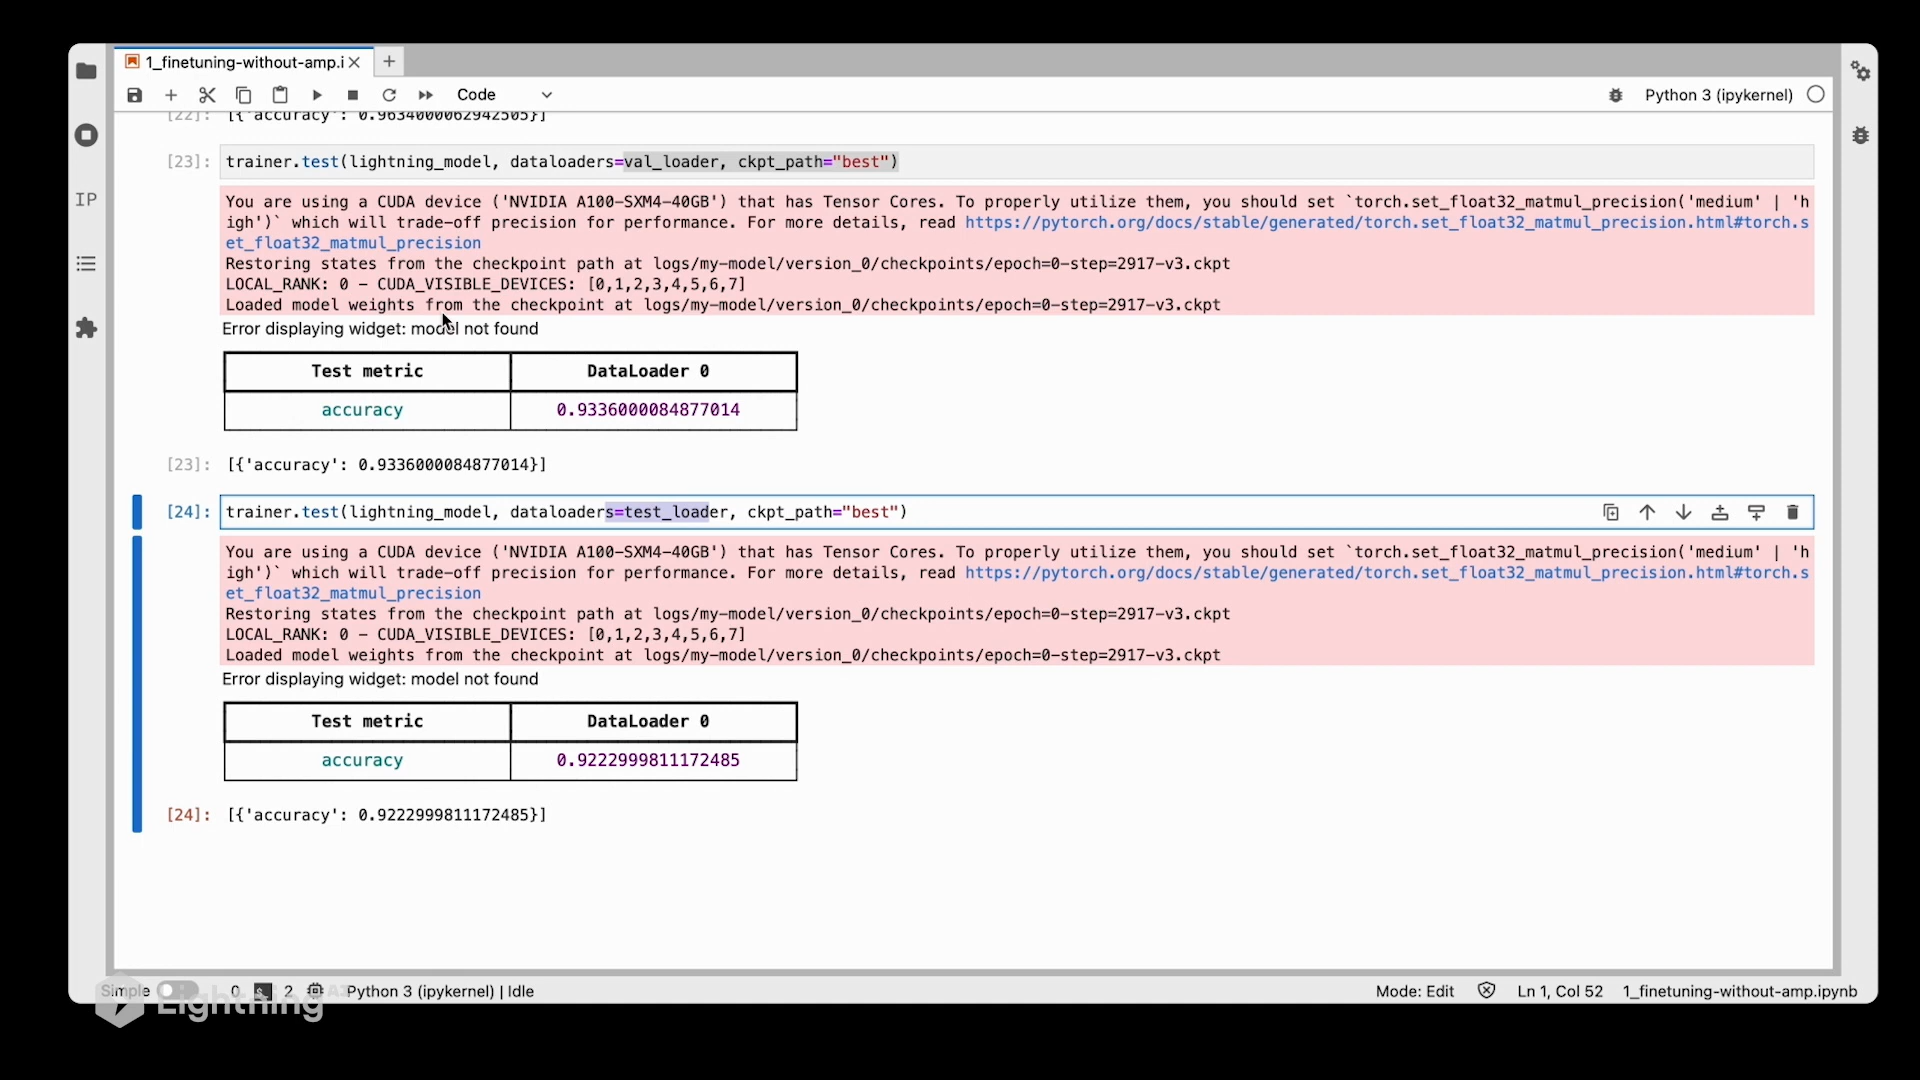 1_finetuning-without-amp.i
Code
Python 3 (ipykernel)
[22]: [{'accuracy': 0.9634000062942505}]
[23]: trainer.test(lightning_model, dataloaders=val_loader, ckpt_path="best")
You are using a CUDA device ('NVIDIA A100-SXM4-40GB') that has Tensor Cores. To properly utilize them, you should set `torch.set_float32_matmul_precision('medium' | 'h
igh')` which will trade-off precision for performance. For more details, read https://pytorch.org/docs/stable/generated/torch.set_float32_matmul_precision.html#torch.s
et_float32_matmul_precision
Restoring states from the checkpoint path at logs/my-model/version_0/checkpoints/epoch=0-step=2917-v3.ckpt
LOCAL_RANK: 0 - CUDA_VISIBLE_DEVICES: [0,1,2,3,4,5,6,7]
Loaded model weights from the checkpoint at logs/my-model/version_0/checkpoints/epoch=0-step=2917-v3.ckpt
Error displaying widget: model not found
Test metric DataLoader 0
accuracy 0.9336000084877014
[23]: [{'accuracy': 0.9336000084877014}]
[24]: trainer.test(lightning_model, dataloaders=test_loader, ckpt_path="best")
You are using a CUDA device ('NVIDIA A100-SXM4-40GB') that has Tensor Cores. To properly utilize them, you should set `torch.set_float32_matmul_precision('medium' | 'h
igh')` which will trade-off precision for performance. For more details, read https://pytorch.org/docs/stable/generated/torch.set_float32_matmul_precision.html#torch.s
et_float32_matmul_precision
Restoring states from the checkpoint path at logs/my-model/version_0/checkpoints/epoch=0-step=2917-v3.ckpt
LOCAL_RANK: 0 - CUDA_VISIBLE_DEVICES: [0,1,2,3,4,5,6,7]
Loaded model weights from the checkpoint at logs/my-model/version_0/checkpoints/epoch=0-step=2917-v3.ckpt
Error displaying widget: model not found
Test metric DataLoader 0
accuracy 0.9222999811172485
[24]: [{'accuracy': 0.9222999811172485}]
IP
Simple 0 2 Python 3 (ipykernel) | Idle Mode: Edit Ln 1, Col 52 1_finetuning-without-amp.ipynb
Lightning AI